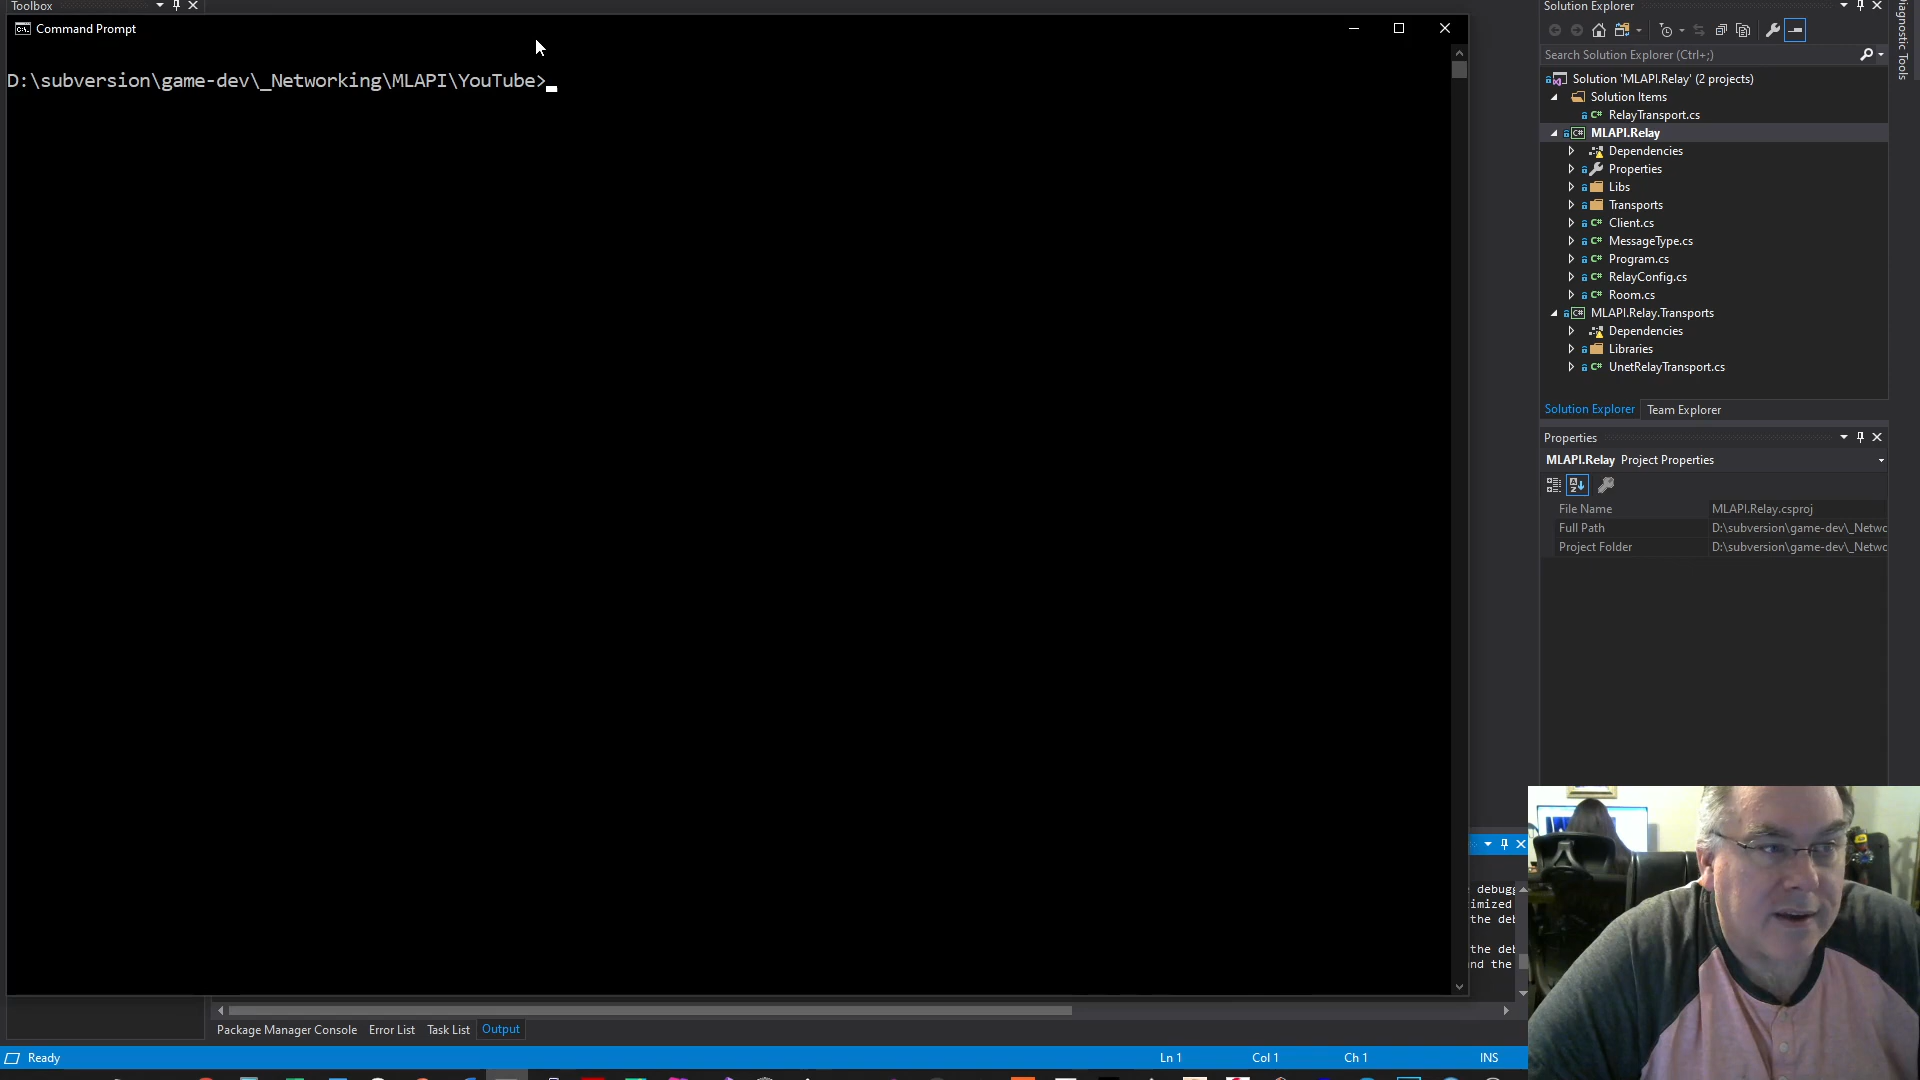 Toolbox
Command Prompt
D:\subversion\game-dev\_Networking\MLAPI\YouTube>
Solution Explorer
Search Solution Explorer (Ctrl+;)
Solution 'MLAPI.Relay' (2 projects)
Solution Items
C# RelayTransport.cs
C# MLAPI.Relay
Dependencies
Properties
Libs
Transports
C# Client.cs
C# MessageType.cs
C# Program.cs
C# RelayConfig.cs
C# Room.cs
C# MLAPI.Relay.Transports
Dependencies
Libraries
C# UnetRelayTransport.cs
Solution Explorer Team Explorer
Properties
MLAPI.Relay Project Properties
File Name MLAPI.Relay.csproj
Full Path D:\subversion\game-dev\_Netwo
Project Folder D:\subversion\game-dev\_Netwo
Diagnostic Tools
debugg
imized
the deb
the deb
nd the
Package Manager Console Error List Task List Output
Ready Ln 1 Col 1 Ch 1 INS